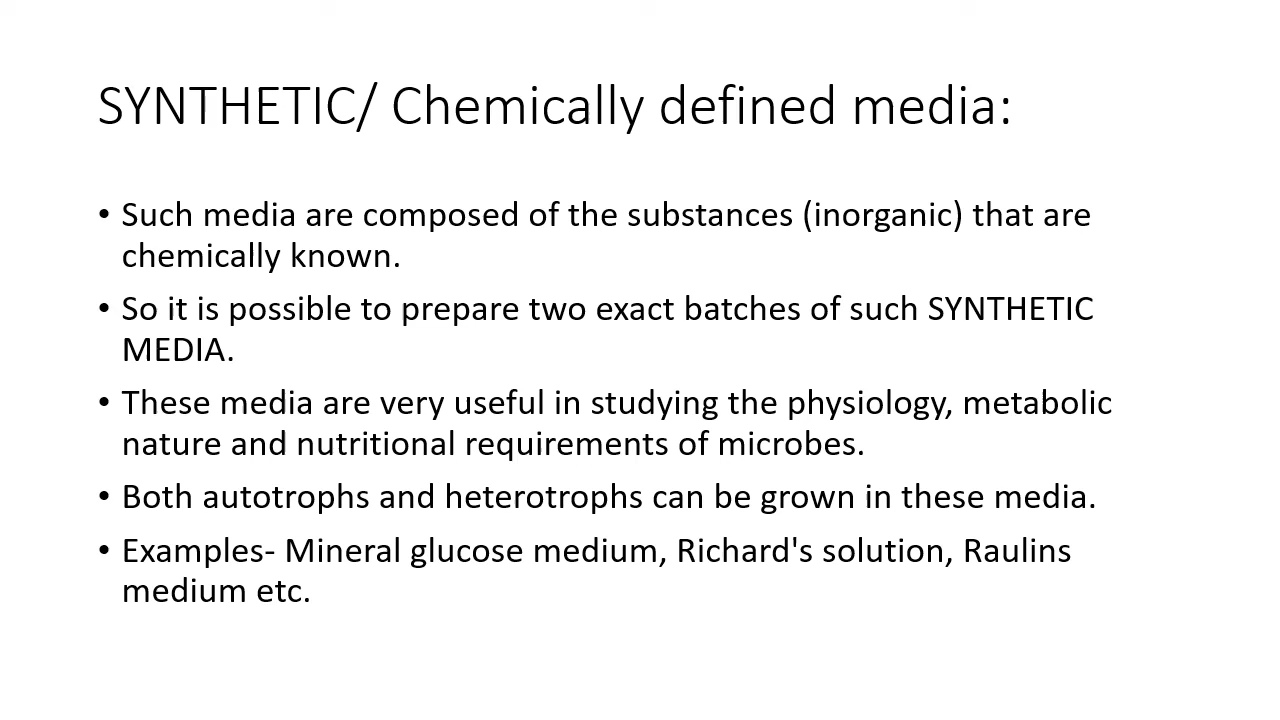 SYNTHETIC/ Chemically defined media:
• Such media are composed of the substances (inorganic) that are
chemically known.
• So it is possible to prepare two exact batches of such SYNTHETIC
MEDIA.
• These media are very useful in studying the physiology, metabolic
nature and nutritional requirements of microbes.
• Both autotrophs and heterotrophs can be grown in these media.
• Examples- Mineral glucose medium, Richard's solution, Raulins
medium etc.